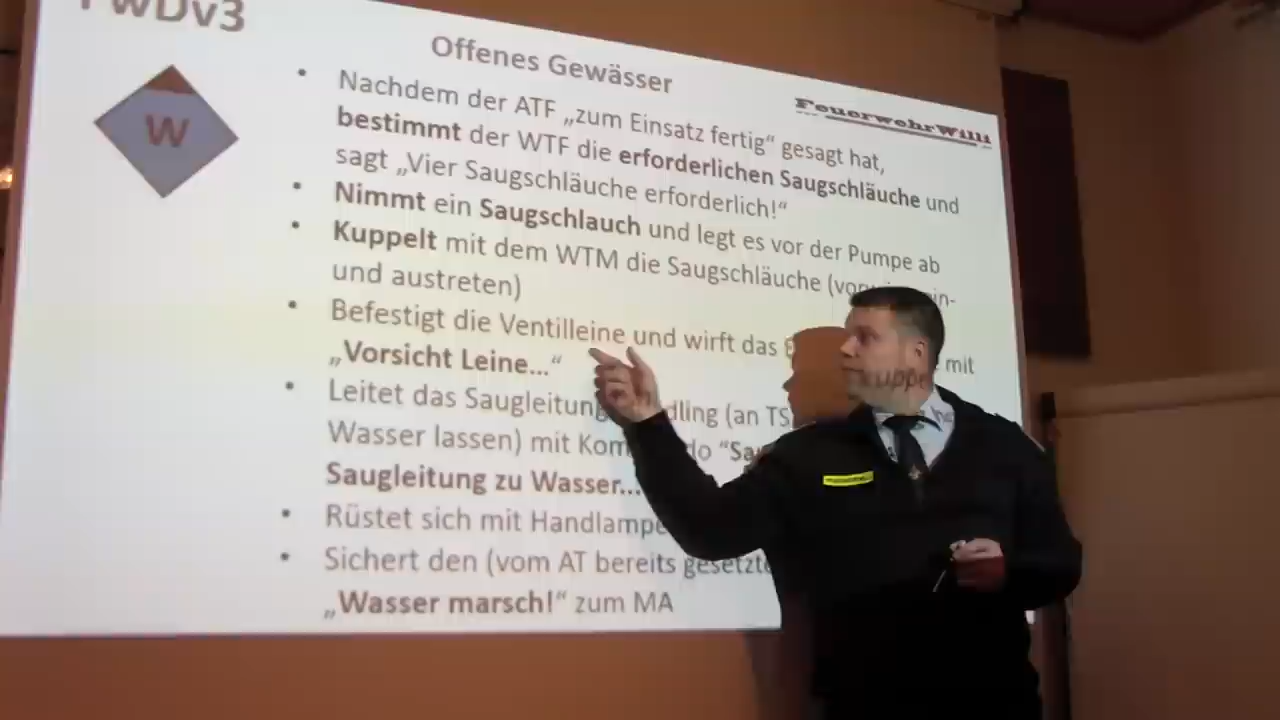 FwDv3
Offenes Gewässer
FeuerwehrWilli
W
• Nachdem der ATF „zum Einsatz fertig“ gesagt hat,
bestimmt der WTF die erforderlichen Saugschläuche und
sagt „Vier Saugschläuche erforderlich!“
• Nimmt ein Saugschlauch und legt es vor der Pumpe ab
• Kuppelt mit dem WTM die Saugschläuche
und austreten)
• Befestigt die Ventilleine und wirft das mit
„Vorsicht Leine...“
• Leitet das (an TS
Wasser lassen) mit
Saugleitung zu Wasser...
• Rüstet sich mit
• Sichert den (vom AT bereits
„Wasser marsch!“ zum MA